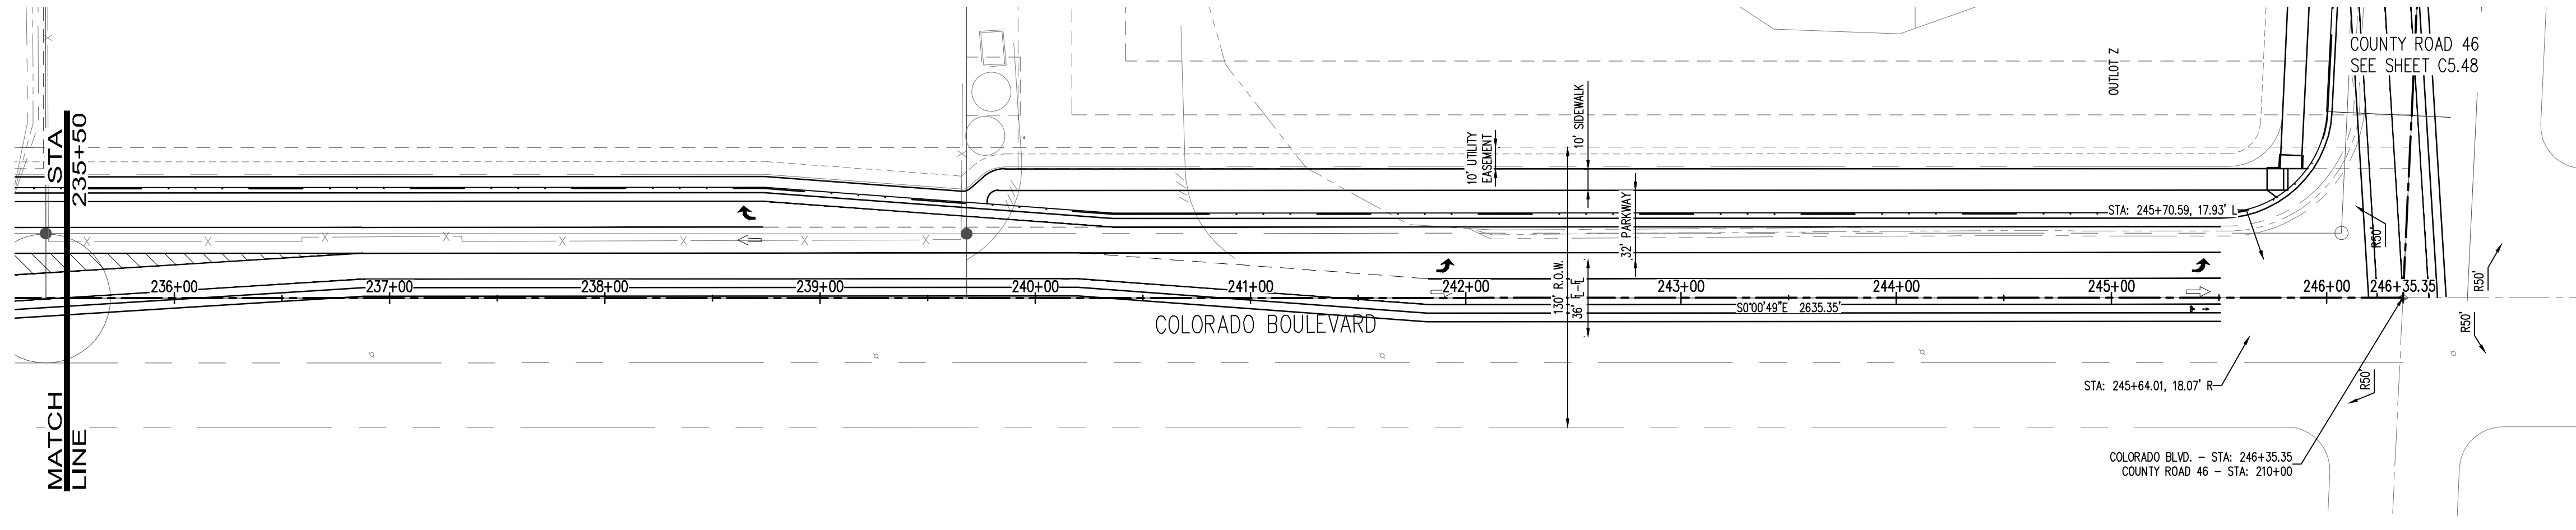 MATCH LINE
STA 235+50
236+00
237+00
238+00
239+00
240+00
241+00
242+00
243+00
244+00
245+00
246+00
246+35.35
COLORADO BOULEVARD
S0°00'49"E 2635.35'
10' UTILITY
EASEMENT
10' SIDEWALK
32' PARKWAY
130' R.O.W.
36' L-L
OUTLOT Z
COUNTY ROAD 46
SEE SHEET C5.48
STA: 245+70.59, 17.93' L
STA: 245+64.01, 18.07' R
R50'
R50'
R50'
R50'
COLORADO BLVD. - STA: 246+35.35
COUNTY ROAD 46 - STA: 210+00